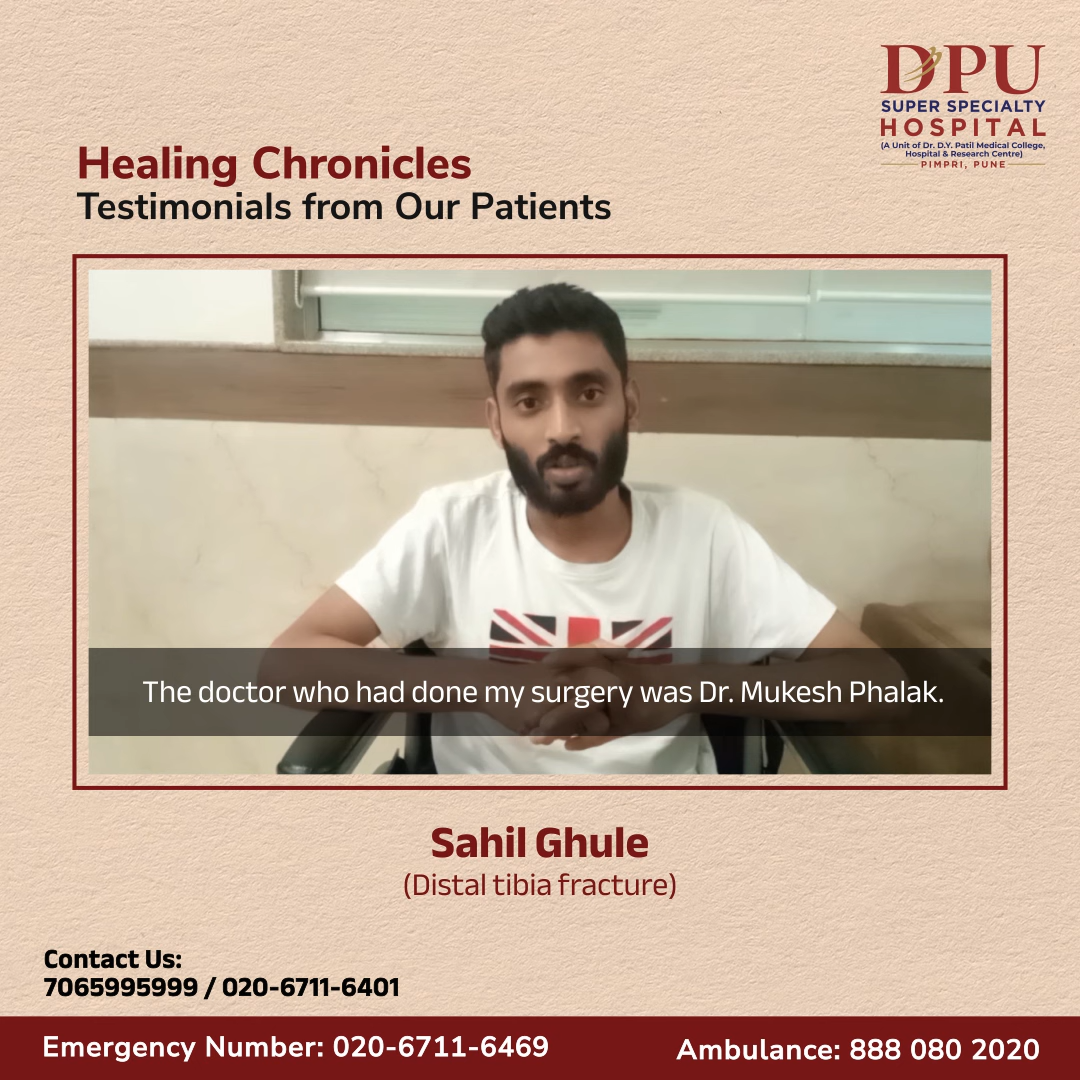 DPU
SUPER SPECIALTY
HOSPITAL
(A Unit of Dr. D.Y. Patil Medical College,
Hospital & Research Centre)
PIMPRI, PUNE
Healing Chronicles
Testimonials from Our Patients
The doctor who had done my surgery was Dr. Mukesh Phalak.
Sahil Ghule
(Distal tibia fracture)
Contact Us:
7065995999 / 020-6711-6401
Emergency Number: 020-6711-6469
Ambulance: 888 080 2020